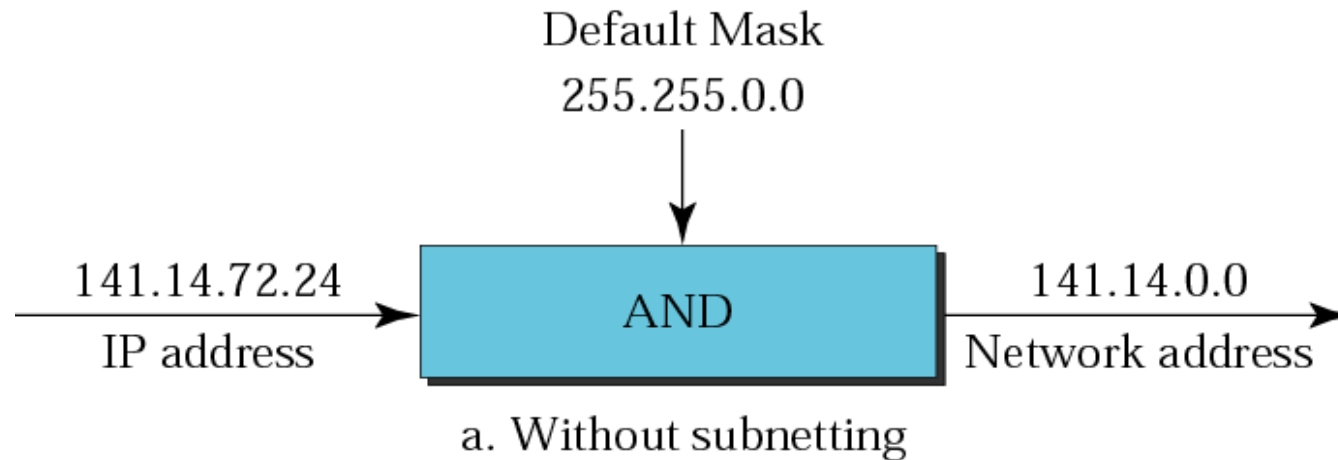 Default Mask
255.255.0.0
141.14.72.24
IP address
AND
141.14.0.0
Network address
a. Without subnetting